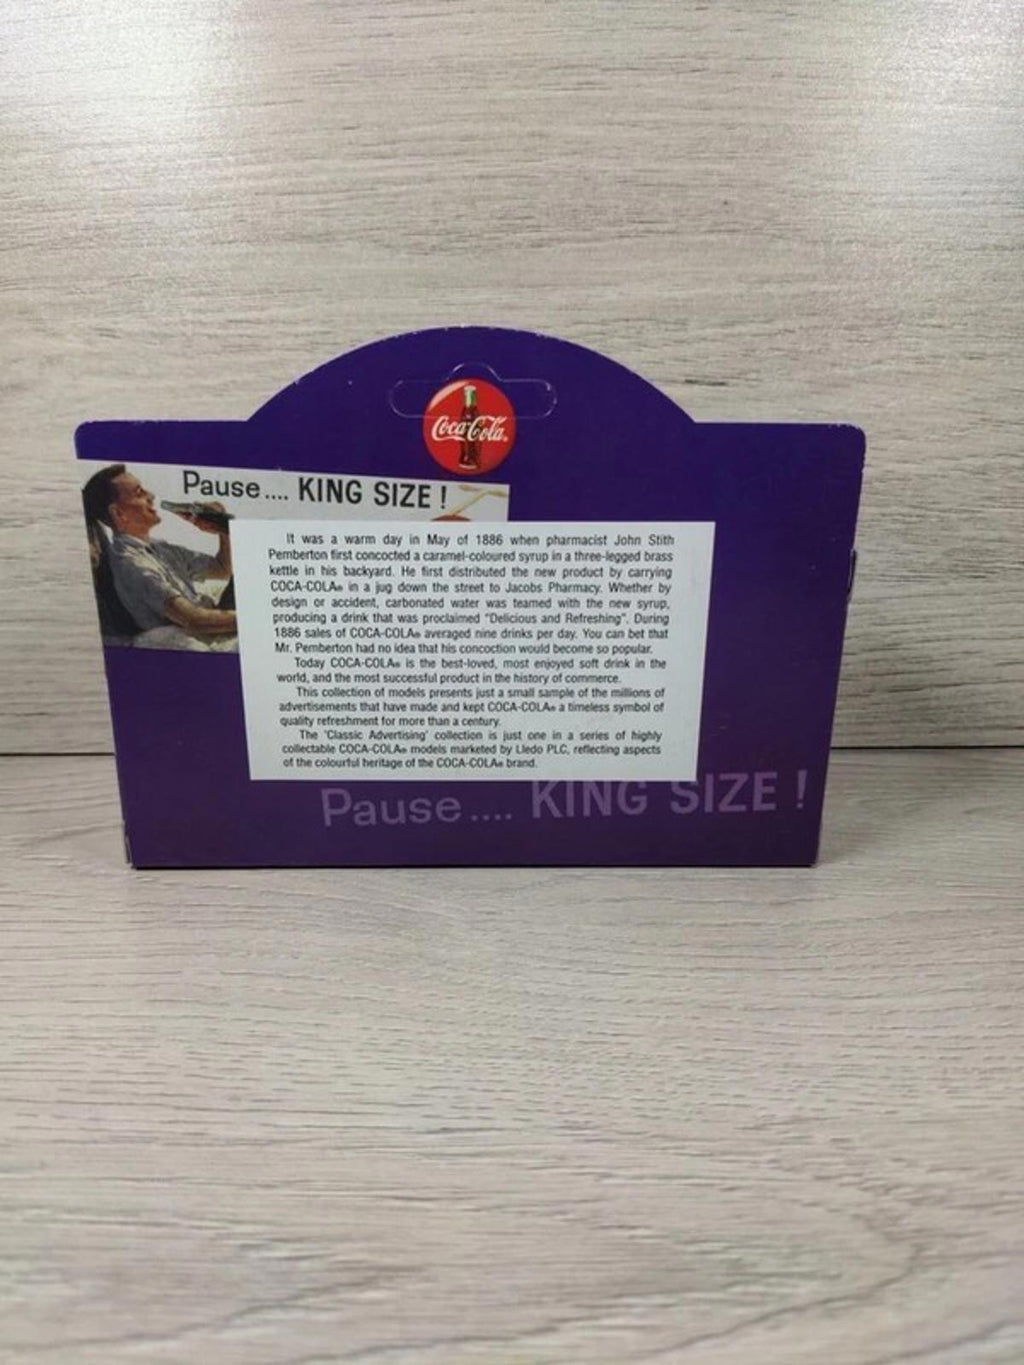 Coca-Cola
Pause.... KING SIZE !
It was a warm day in May of 1886 when pharmacist John Stith
Pemberton first concocted a caramel-coloured syrup in a three-legged brass
kettle in his backyard. He first distributed the new product by carrying
COCA-COLA® in a jug down the street to Jacobs Pharmacy. Whether by
design or accident, carbonated water was teamed with the new syrup,
producing a drink that was proclaimed "Delicious and Refreshing". During
1886 sales of COCA-COLA® averaged nine drinks per day. You can bet that
Mr. Pemberton had no idea that his concoction would become so popular.
Today COCA-COLA® is the best-loved, most enjoyed soft drink in the
world, and the most successful product in the history of commerce.
This collection of models presents just a small sample of the millions of
advertisements that have made and kept COCA-COLA® a timeless symbol of
quality refreshment for more than a century.
The 'Classic Advertising' collection is just one in a series of highly
collectable COCA-COLA® models marketed by Lledo PLC, reflecting aspects
of the colourful heritage of the COCA-COLA® brand.
Pause.... KING SIZE !